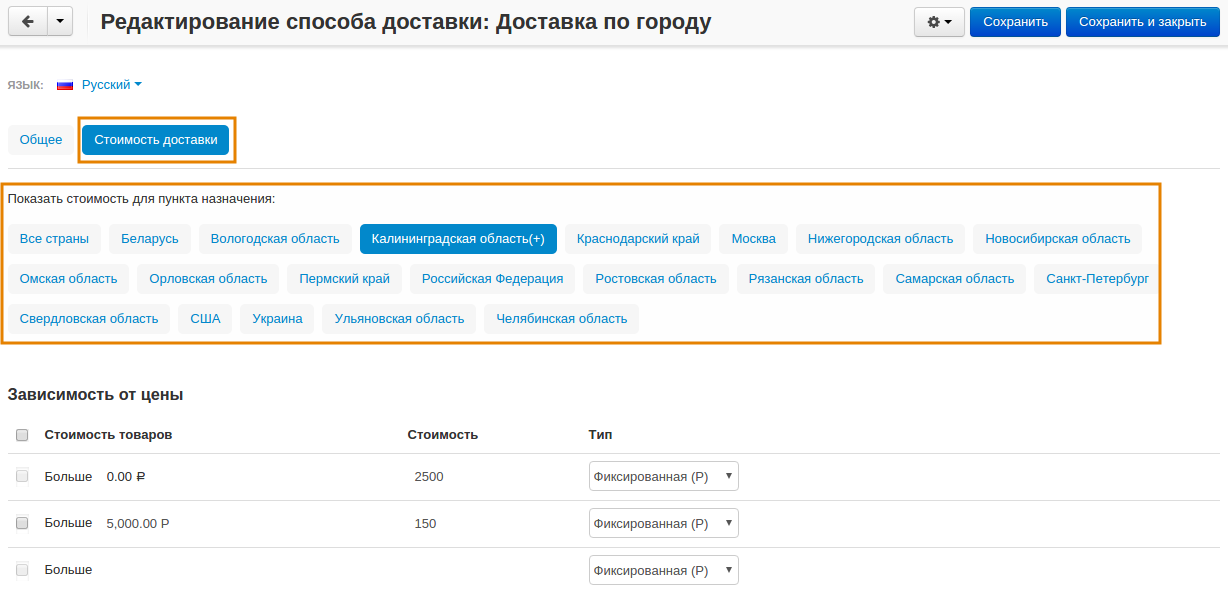 Редактирование способа доставки: Доставка по городу Сохранить Сохранить и закрыть
ЯЗЫК: Русский
Общее Стоимость доставки
Показать стоимость для пункта назначения:
Все страны Беларусь Вологодская область Калининградская область(+) Краснодарский край Москва Нижегородская область Новосибирская область
Омская область Орловская область Пермский край Российская Федерация Ростовская область Рязанская область Самарская область Санкт-Петербург
Свердловская область США Украина Ульяновская область Челябинская область
Зависимость от цены
Стоимость товаров Стоимость Тип
Больше 0.00 ₽ 2500 Фиксированная (Р)
Больше 5,000.00 Р 150 Фиксированная (Р)
Больше Фиксированная (Р)